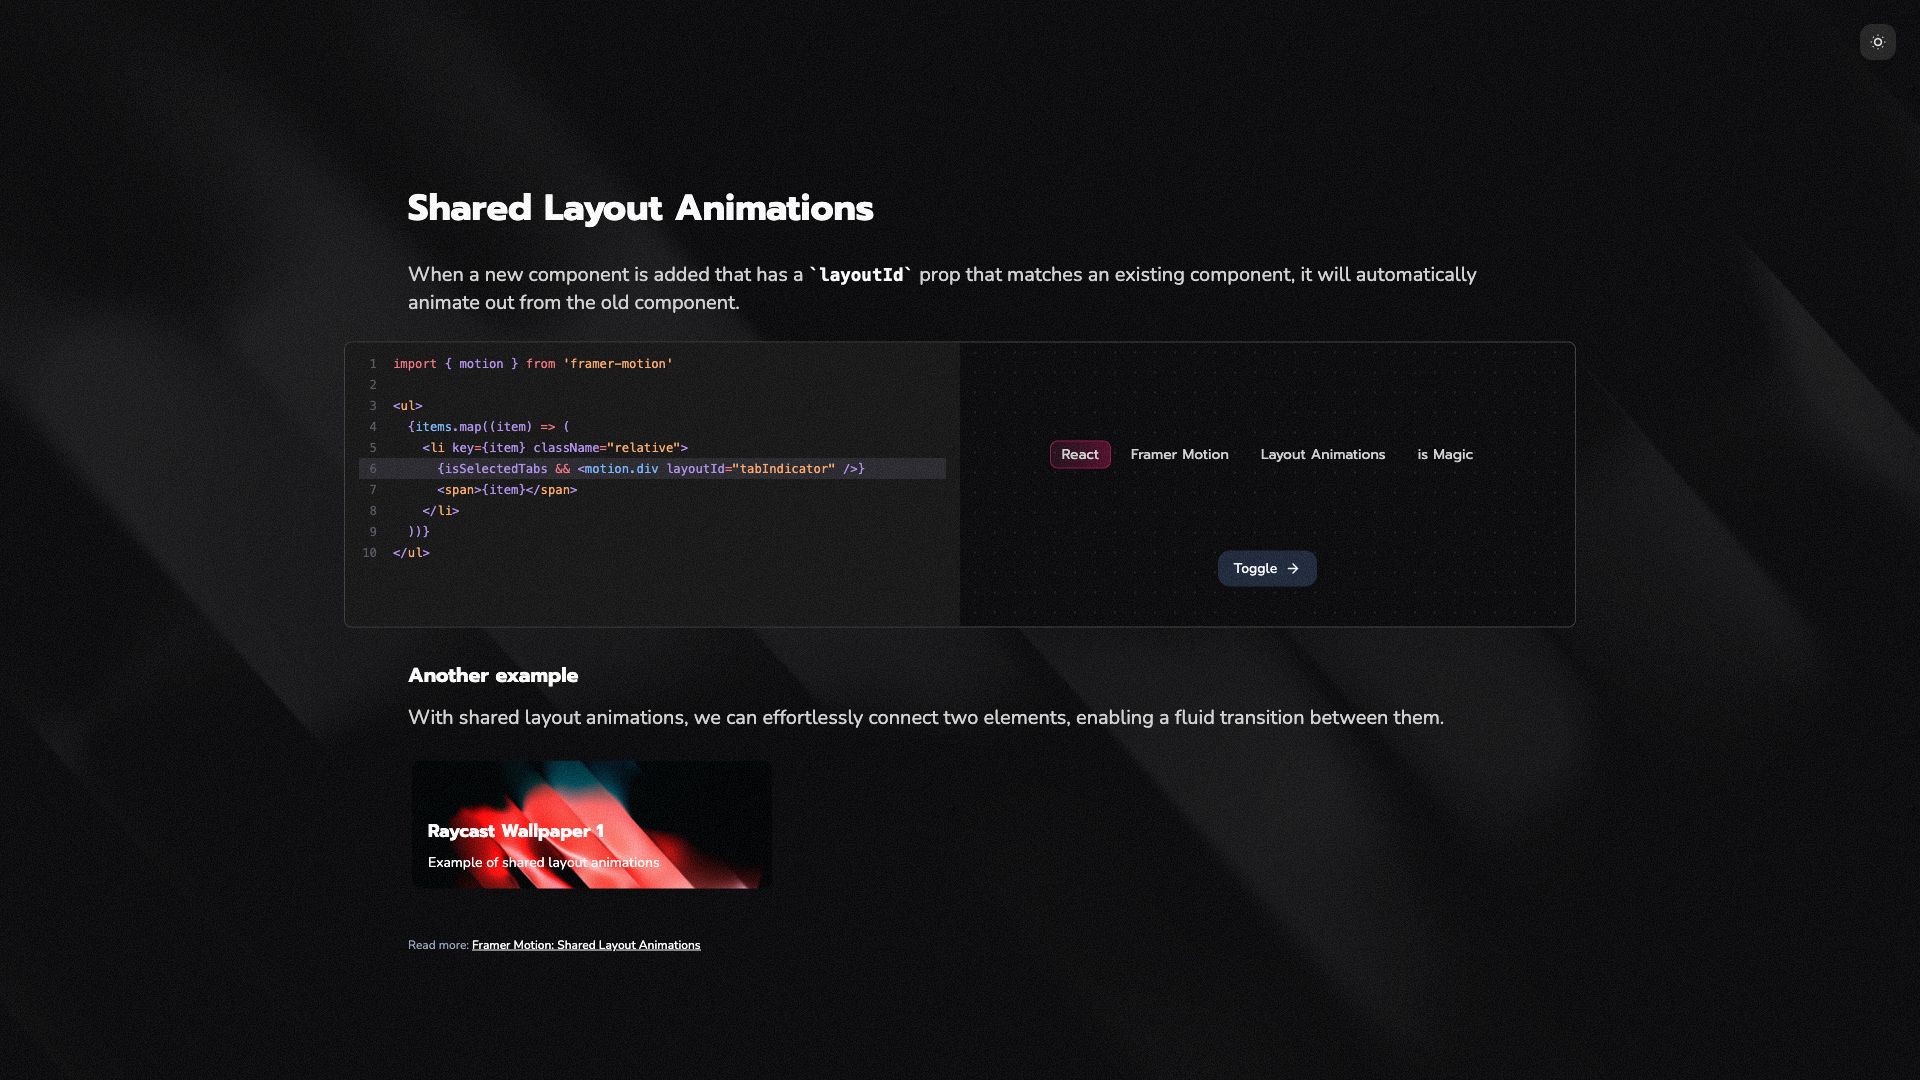 Shared Layout Animations
When a new component is added that has a `layoutId` prop that matches an existing component, it will automatically
animate out from the old component.
1 import { motion } from 'framer-motion'
2
3 <ul>
4 {items.map((item) => (
5 <li key={item} className="relative">
6 {isSelectedTabs && <motion.div layoutId="tabIndicator" />}
7 <span>{item}</span>
8 </li>
9 ))}
10 </ul>
React Framer Motion Layout Animations is Magic
Toggle →
Another example
With shared layout animations, we can effortlessly connect two elements, enabling a fluid transition between them.
Raycast Wallpaper 1
Example of shared layout animations
Read more: Framer Motion: Shared Layout Animations